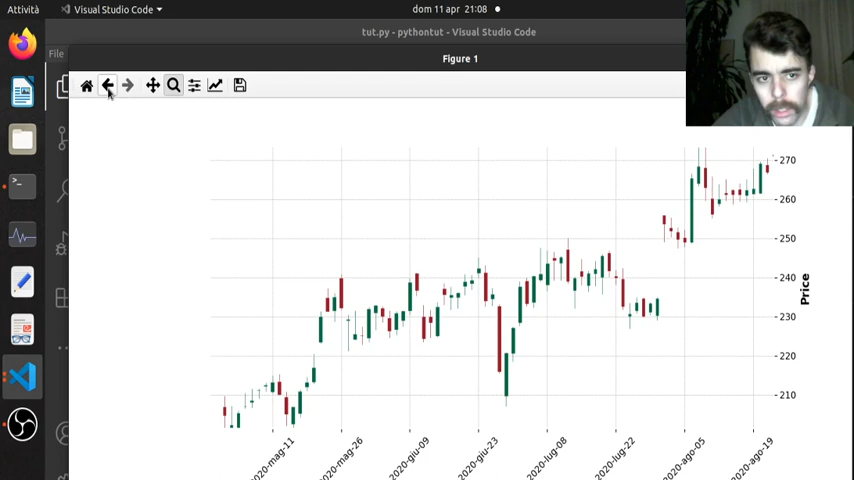 Attività
Visual Studio Code
dom 11 apr 21:08
tut.py - pythontut - Visual Studio Code
File
Figure 1
270
260
250
240
230
220
210
Price
2020-mag-11
2020-mag-26
2020-giu-09
2020-giu-23
2020-lug-08
2020-lug-22
2020-ago-05
2020-ago-19